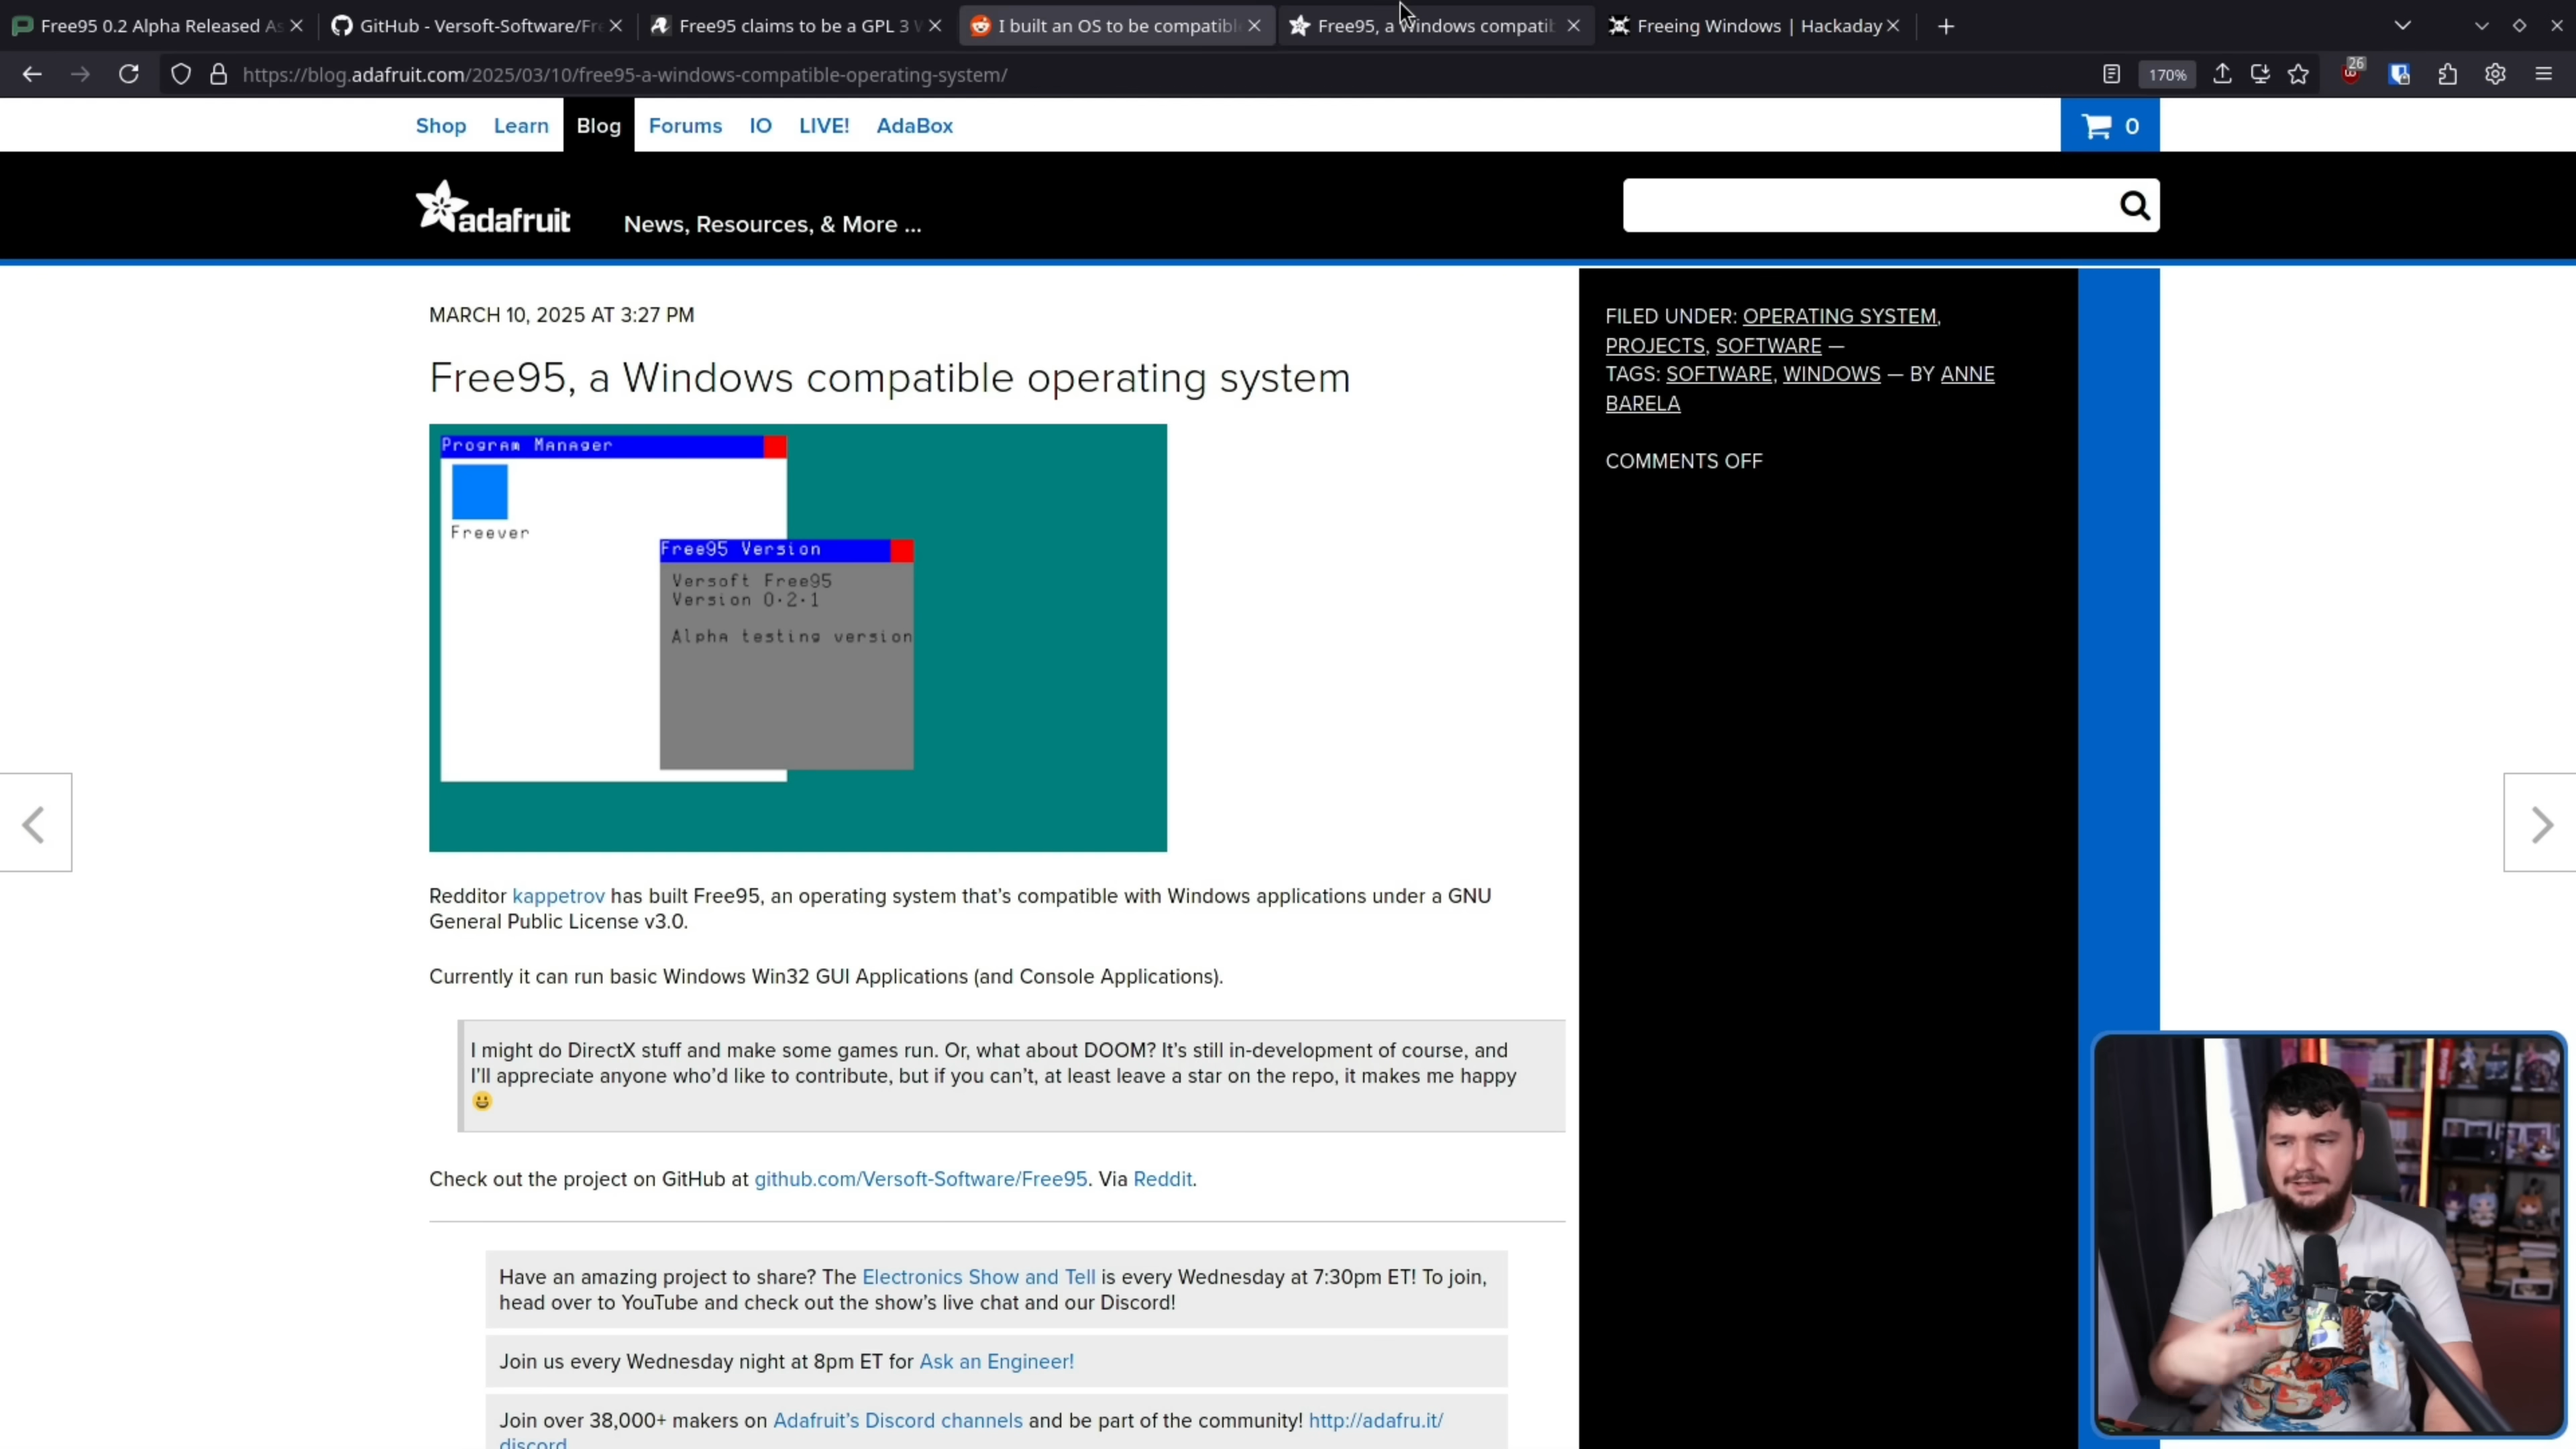 Free95 0.2 Alpha Released As
GitHub - Versoft-Software/Fre
Free95 claims to be a GPL 3 W
I built an OS to be compatibl
Free95, a Windows compatib
Freeing Windows | Hackaday
https://blog.adafruit.com/2025/03/10/free95-a-windows-compatible-operating-system/
170%
26
Shop Learn Blog Forums IO LIVE! AdaBox
0
adafruit
News, Resources, & More ...
MARCH 10, 2025 AT 3:27 PM
Free95, a Windows compatible operating system
Program Manager
Freever
Free95 Version
Versoft Free95
Version 0.2.1
Alpha testing version
Redditor kappetrov has built Free95, an operating system that's compatible with Windows applications under a GNU
General Public License v3.0.
Currently it can run basic Windows Win32 GUI Applications (and Console Applications).
I might do DirectX stuff and make some games run. Or, what about DOOM? It's still in-development of course, and
I'll appreciate anyone who'd like to contribute, but if you can't, at least leave a star on the repo, it makes me happy
😀
Check out the project on GitHub at github.com/Versoft-Software/Free95. Via Reddit.
Have an amazing project to share? The Electronics Show and Tell is every Wednesday at 7:30pm ET! To join,
head over to YouTube and check out the show's live chat and our Discord!
Join us every Wednesday night at 8pm ET for Ask an Engineer!
Join over 38,000+ makers on Adafruit's Discord channels and be part of the community! http://adafru.it/
discord
FILED UNDER: OPERATING SYSTEM,
PROJECTS, SOFTWARE —
TAGS: SOFTWARE, WINDOWS — BY ANNE
BARELA
COMMENTS OFF